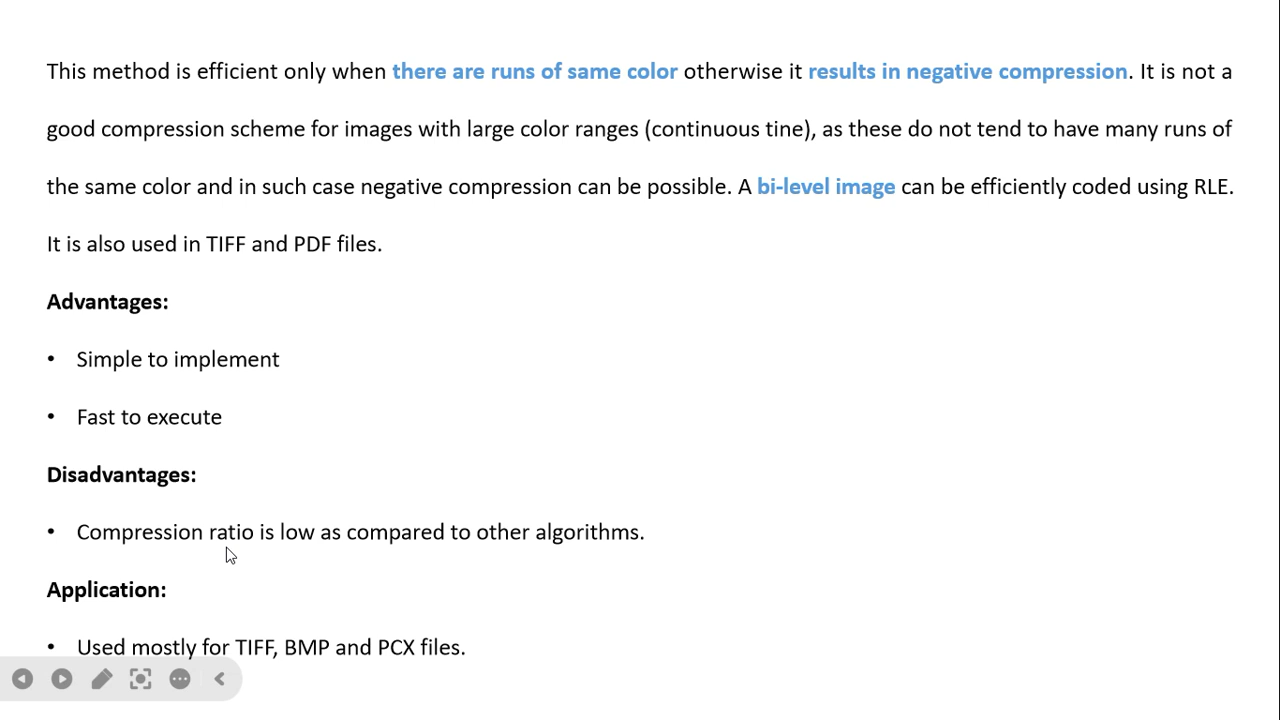 This method is efficient only when there are runs of same color otherwise it results in negative compression. It is not a
good compression scheme for images with large color ranges (continuous tine), as these do not tend to have many runs of
the same color and in such case negative compression can be possible. A bi-level image can be efficiently coded using RLE.
It is also used in TIFF and PDF files.
Advantages:
• Simple to implement
• Fast to execute
Disadvantages:
• Compression ratio is low as compared to other algorithms.
Application:
• Used mostly for TIFF, BMP and PCX files.